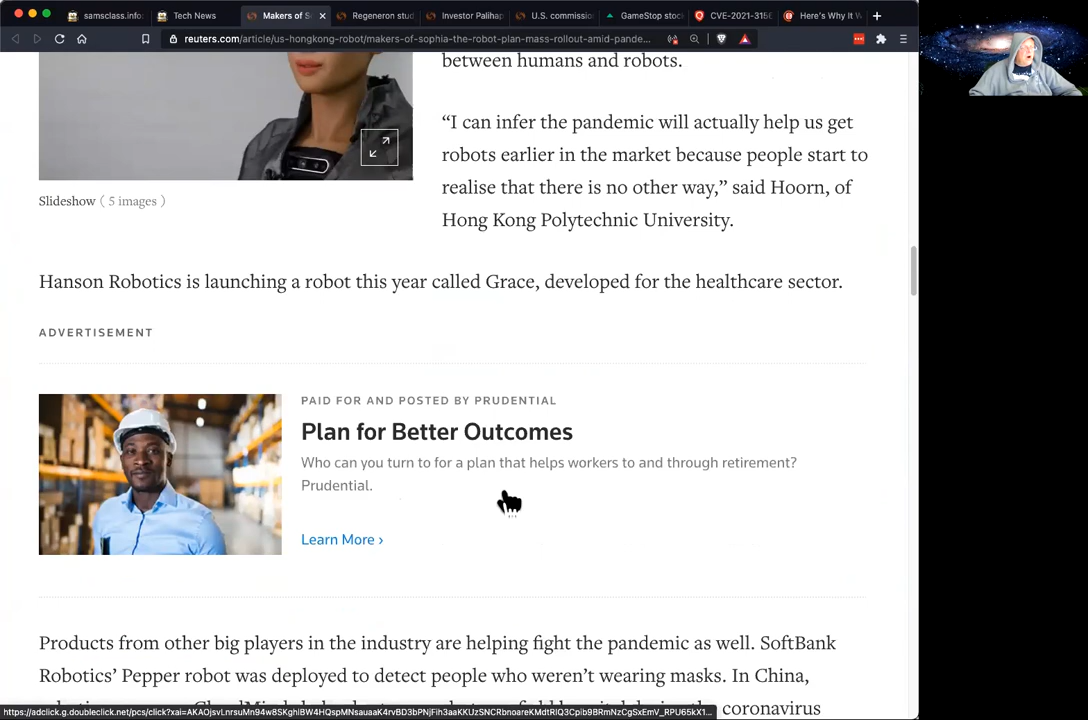 samsclass.info:
Tech News
Makers of S
Regeneron stud
Investor Palihap
U.S. commissio
GameStop stoc
CVE-2021-3156
Here's Why It W
reuters.com/article/us-hongkong-robot/makers-of-sophia-the-robot-plan-mass-rollout-amid-pande...
between humans and robots.
“I can infer the pandemic will actually help us get
robots earlier in the market because people start to
realise that there is no other way,” said Hoorn, of
Hong Kong Polytechnic University.
Slideshow ( 5 images )
Hanson Robotics is launching a robot this year called Grace, developed for the healthcare sector.
ADVERTISEMENT
PAID FOR AND POSTED BY PRUDENTIAL
Plan for Better Outcomes
Who can you turn to for a plan that helps workers to and through retirement?
Prudential.
Learn More ›
Products from other big players in the industry are helping fight the pandemic as well. SoftBank
Robotics’ Pepper robot was deployed to detect people who weren’t wearing masks. In China,
coronavirus